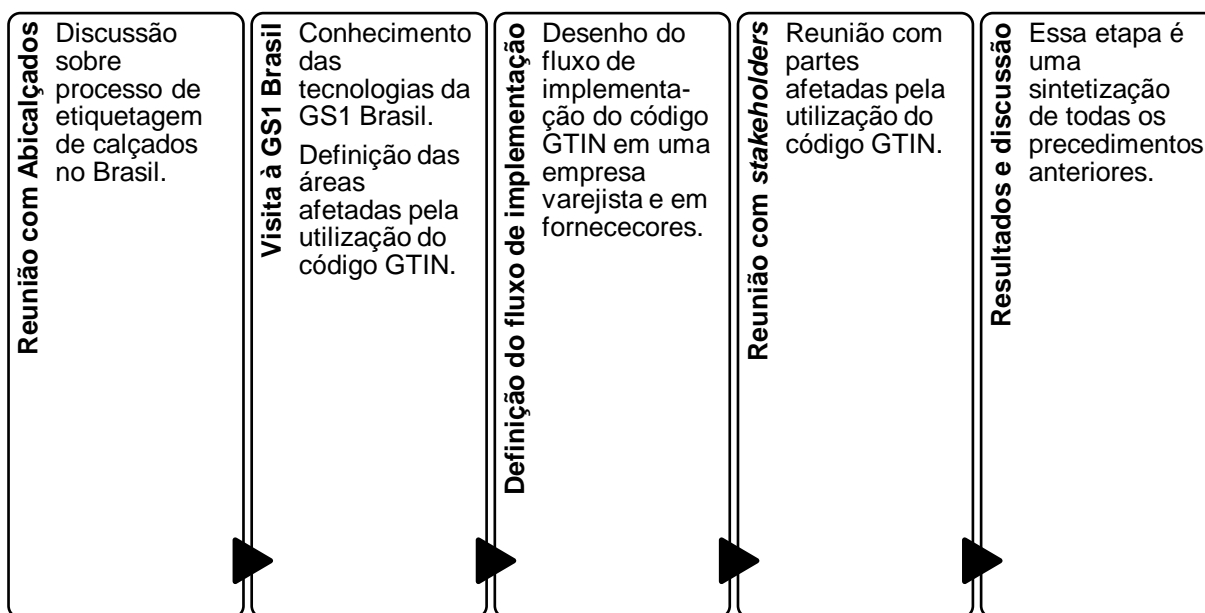 Reunião com Abicalçados
Discussão
sobre
processo de
etiquetagem
de calçados
no Brasil.
Visita à GS1 Brasil
Conhecimento
das
tecnologias da
GS1 Brasil.
Definição das
áreas
afetadas pela
utilização do
código GTIN.
Definição do fluxo de implementação
Desenho do
fluxo de
implementa-
ção do código
GTIN em uma
empresa
varejista e em
fornececores.
Reunião com stakeholders
Reunião com
partes
afetadas pela
utilização do
código GTIN.
Resultados e discussão
Essa etapa é
uma
sintetização
de todas os
precedimentos
anteriores.